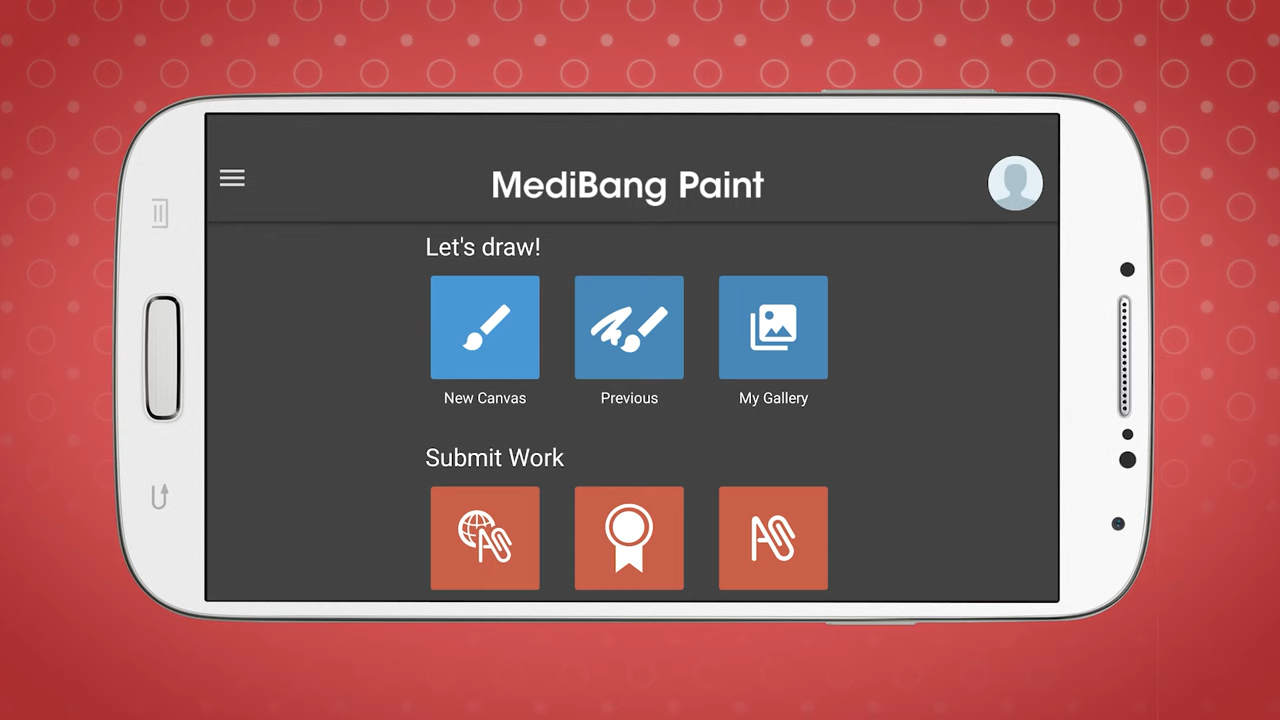 MediBang Paint
Let's draw!
New Canvas
Previous
My Gallery
Submit Work